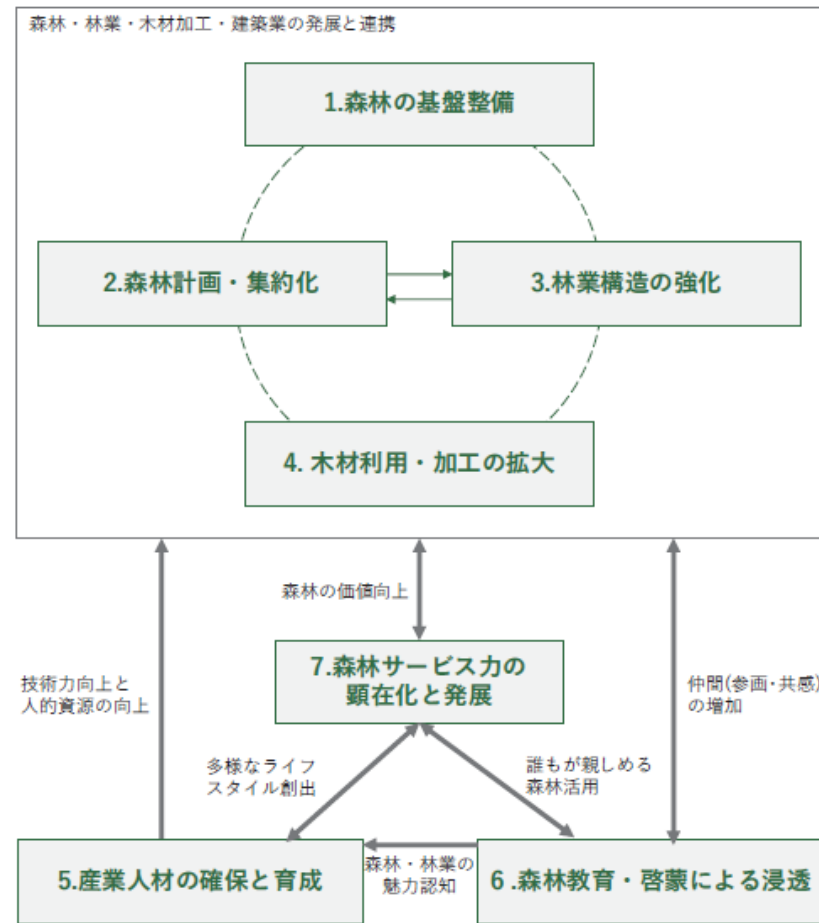 森林・林業・木材加工・建築業の発展と連携
1.森林の基盤整備
2.森林計画・集約化
3.林業構造の強化
4. 木材利用・加工の拡大
森林の価値向上
7.森林サービス力の
顕在化と発展
技術力向上と
人的資源の向上
仲間(参画・共感)
の増加
多様なライフ
スタイル創出
誰もが親しめる
森林活用
5.産業人材の確保と育成
森林・林業の
魅力認知
6 .森林教育・啓蒙による浸透